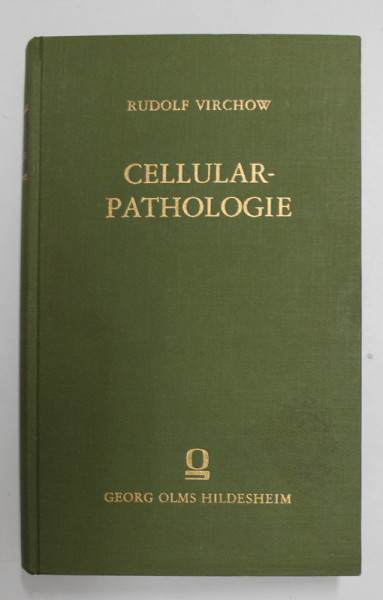 RUDOLF VIRCHOW
CELLULAR-
PATHOLOGIE
GEORG OLMS HILDESHEIM